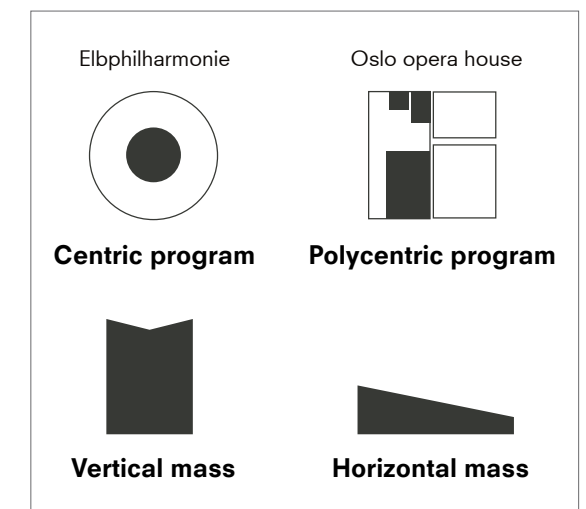 Elbphilharmonie
Oslo opera house
Centric program
Polycentric program
Vertical mass
Horizontal mass